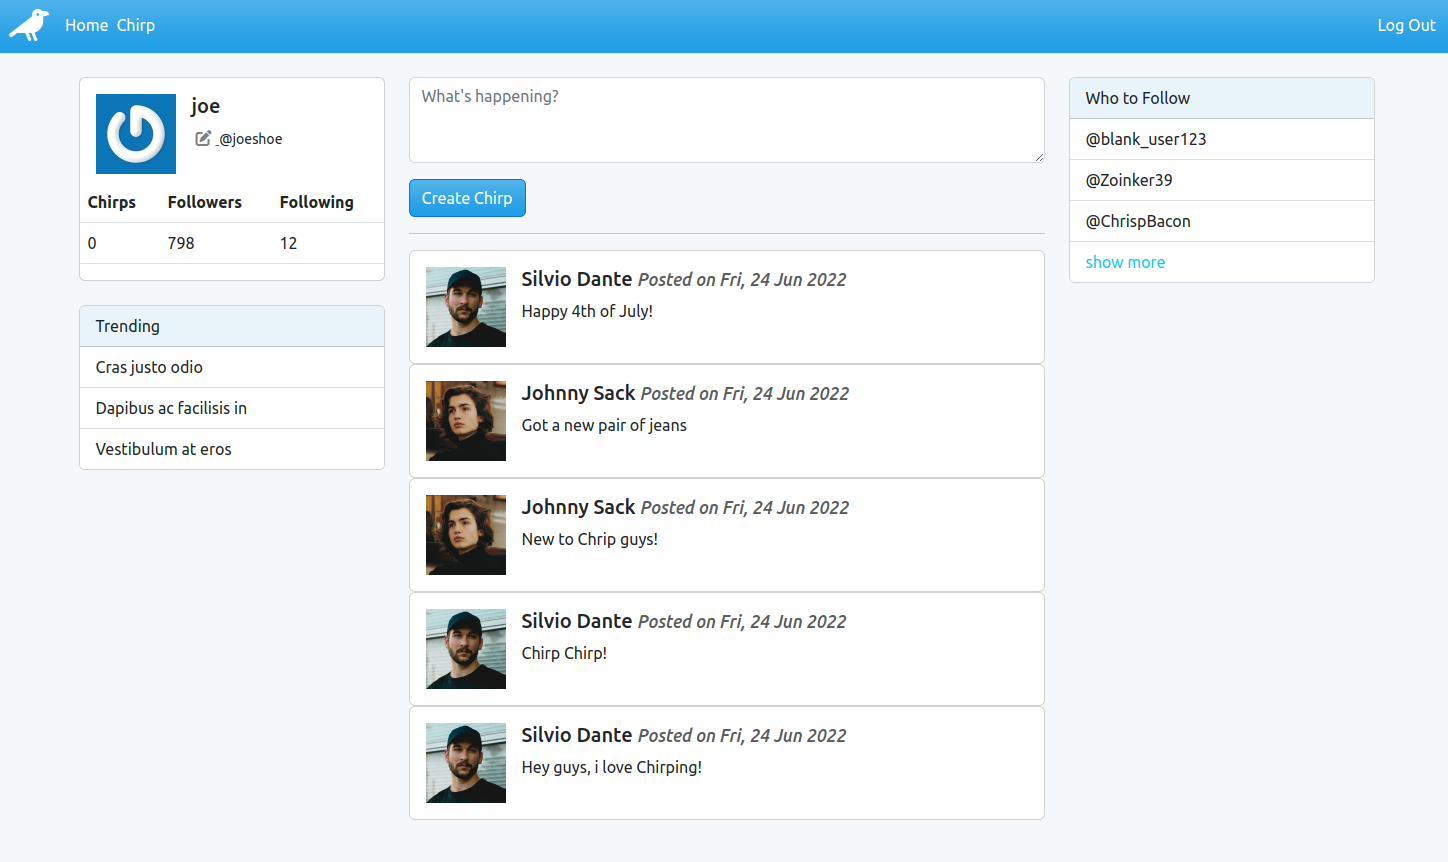 Home Chirp Log Out
joe
@joeshoe
Chirps Followers Following
0 798 12
Trending
Cras justo odio
Dapibus ac facilisis in
Vestibulum at eros
What's happening?
Create Chirp
Silvio Dante Posted on Fri, 24 Jun 2022
Happy 4th of July!
Johnny Sack Posted on Fri, 24 Jun 2022
Got a new pair of jeans
Johnny Sack Posted on Fri, 24 Jun 2022
New to Chrip guys!
Silvio Dante Posted on Fri, 24 Jun 2022
Chirp Chirp!
Silvio Dante Posted on Fri, 24 Jun 2022
Hey guys, i love Chirping!
Who to Follow
@blank_user123
@Zoinker39
@ChrispBacon
show more